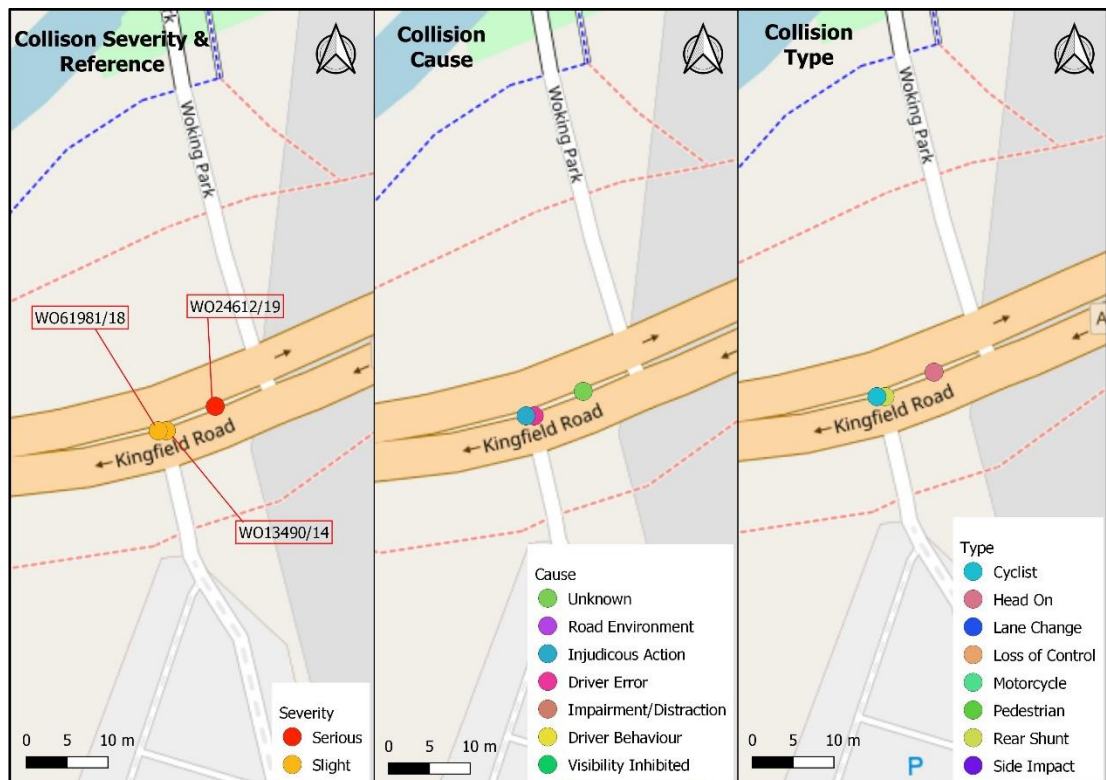 Collison Severity &
Reference
k
Woking Park
WO61981/18
WO24612/19
Kingfield Road
WO13490/14
Severity
Serious
Slight
0 5 10 m
Collision
Cause
Woking Park
Kingfield Road
Cause
Unknown
Road Environment
Injudicous Action
Driver Error
Impairment/Distraction
Driver Behaviour
Visibility Inhibited
0 5 10 m
Collision
Type
Woking Park
A
Kingfield Road
Type
Cyclist
Head On
Lane Change
Loss of Control
Motorcycle
Pedestrian
Rear Shunt
Side Impact
0 5 10 m
P